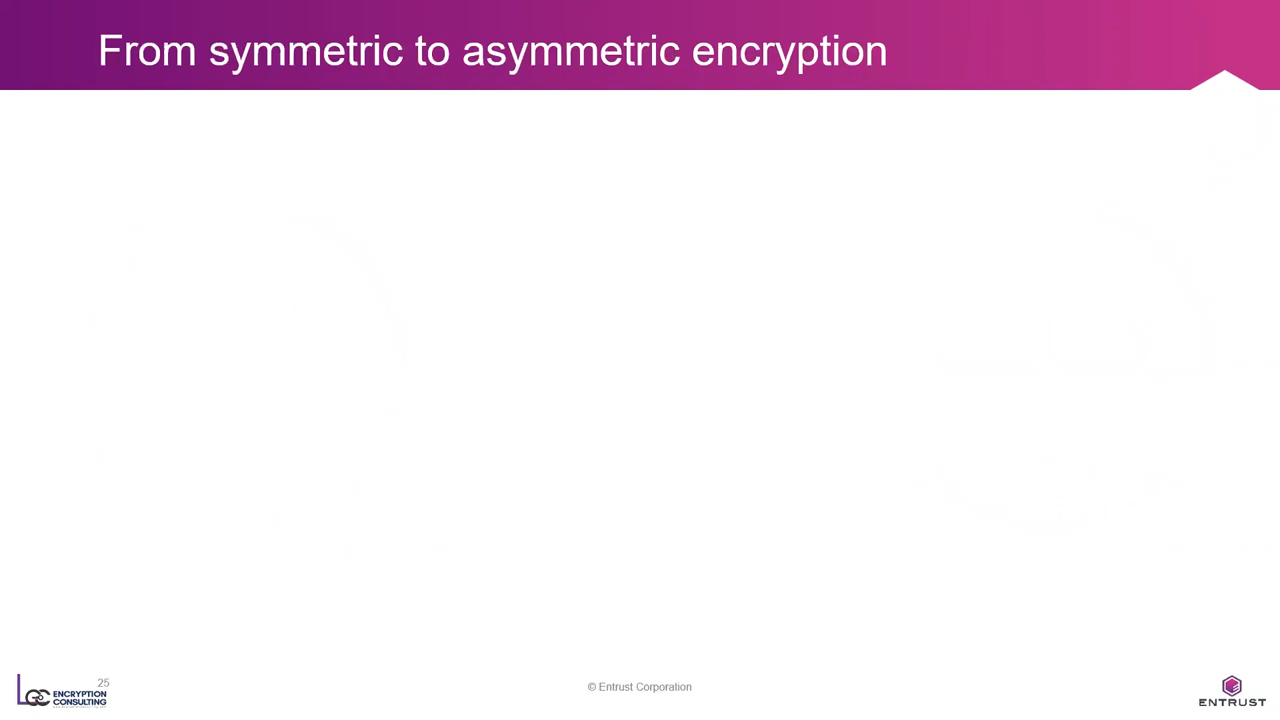 From symmetric to asymmetric encryption
25
ENCRYPTION
CONSULTING
© Entrust Corporation
ENTRUST